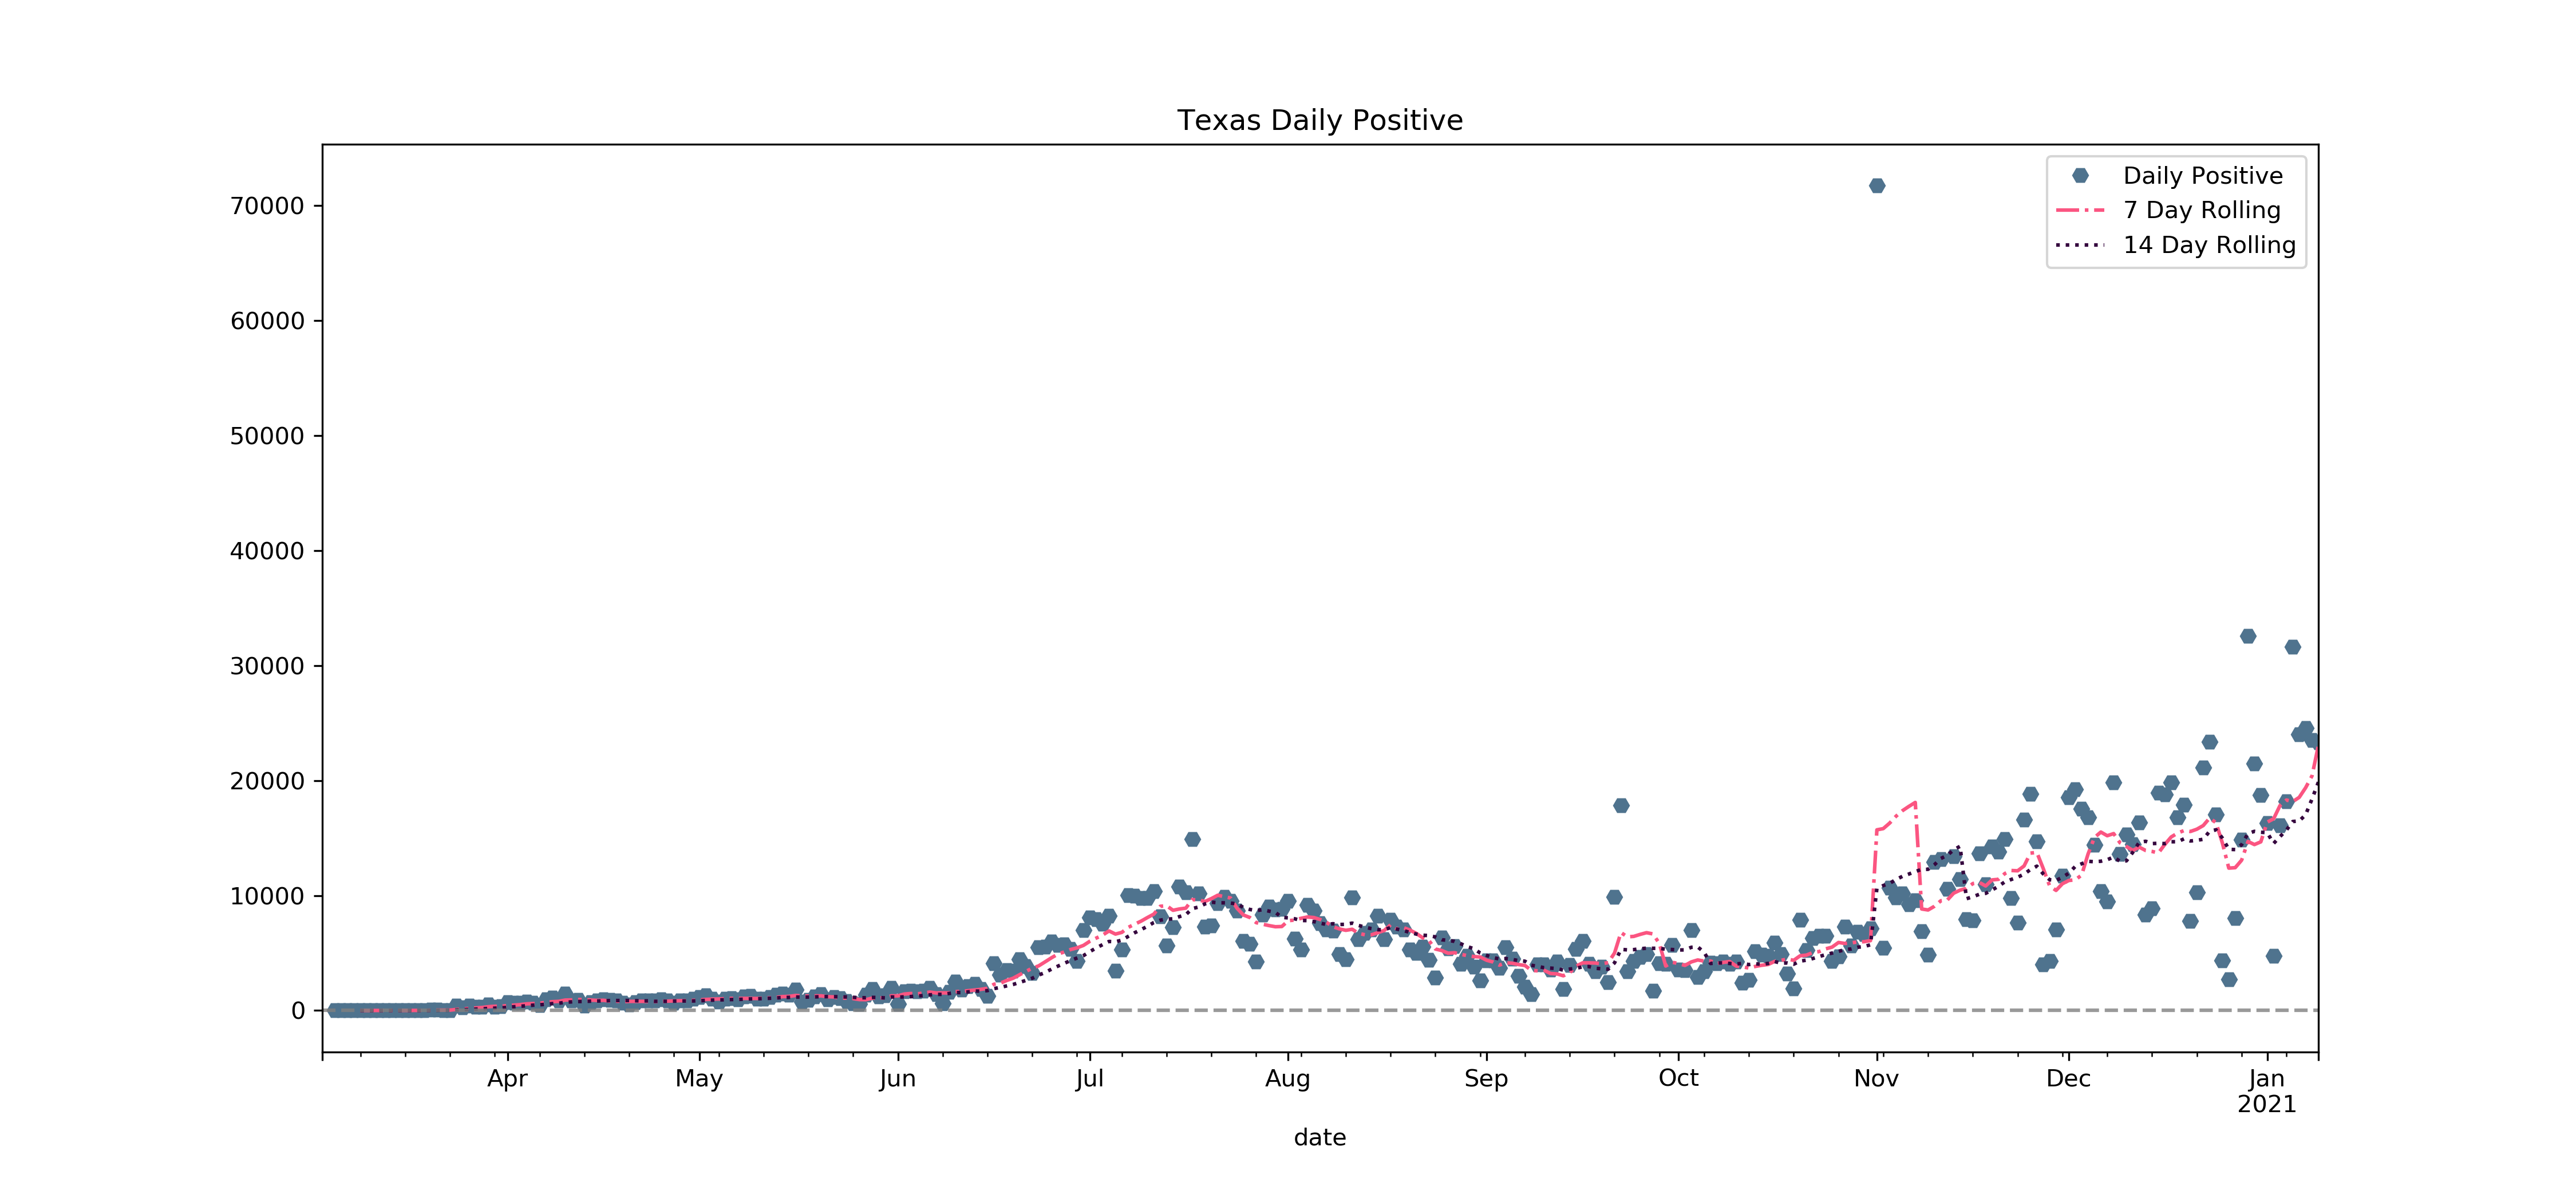 Texas Daily Positive
Daily Positive
7 Day Rolling
14 Day Rolling
70000
60000
50000
40000
30000
20000
10000
0
Apr May Jun Jul Aug Sep Oct Nov Dec Jan
2021
date